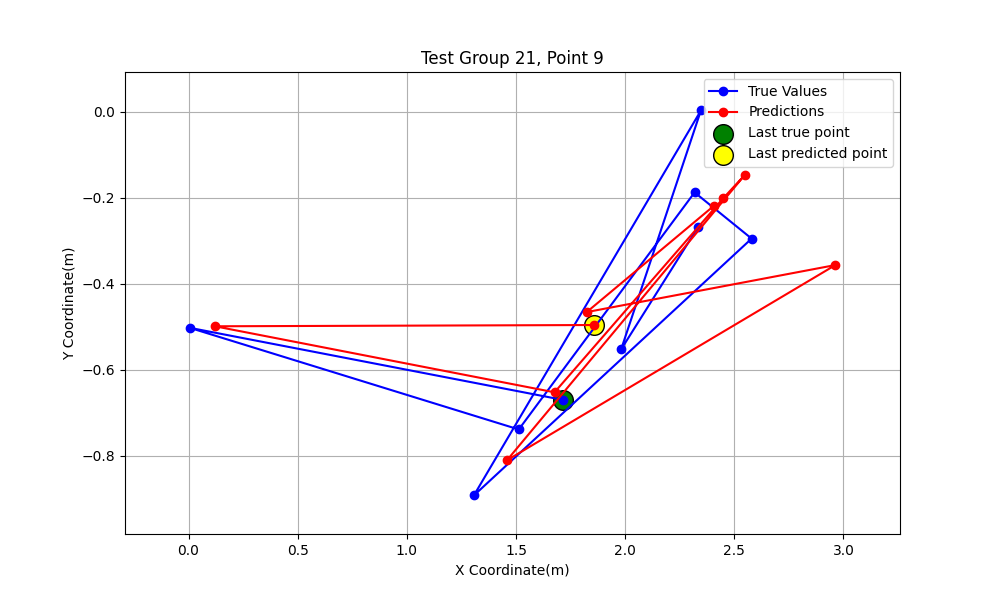 Test Group 21, Point 9
True Values
Predictions
Last true point
Last predicted point
0.0
−0.2
−0.4
−0.6
−0.8
Y Coordinate(m)
0.0 0.5 1.0 1.5 2.0 2.5 3.0
X Coordinate(m)